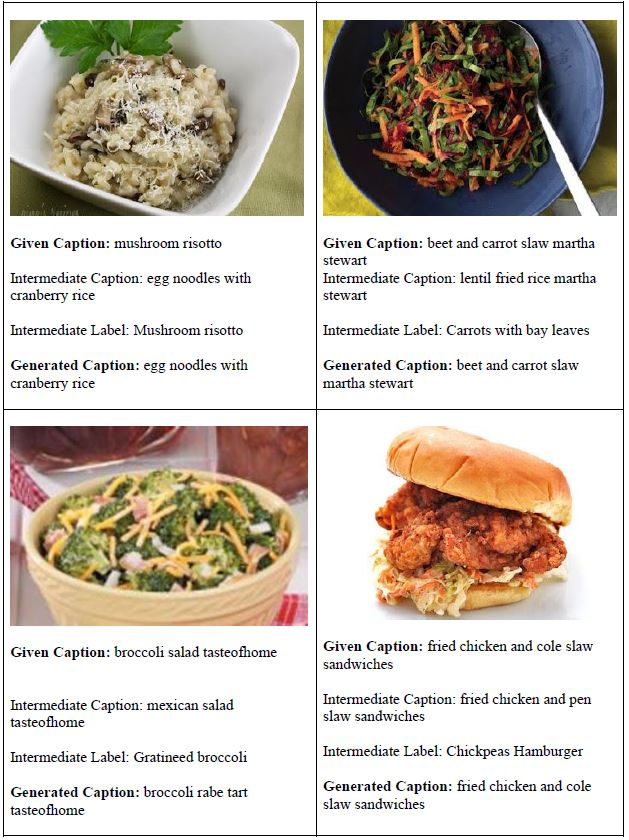 Given Caption: mushroom risotto
Intermediate Caption: egg noodles with
cranberry rice
Intermediate Label: Mushroom risotto
Generated Caption: egg noodles with
cranberry rice
Given Caption: beet and carrot slaw martha
stewart
Intermediate Caption: lentil fried rice martha
stewart
Intermediate Label: Carrots with bay leaves
Generated Caption: beet and carrot slaw
martha stewart
Given Caption: broccoli salad tasteofhome
Intermediate Caption: mexican salad
tasteofhome
Intermediate Label: Gratineed broccoli
Generated Caption: broccoli rabe tart
tasteofhome
Given Caption: fried chicken and cole slaw
sandwiches
Intermediate Caption: fried chicken and pen
slaw sandwiches
Intermediate Label: Chickpeas Hamburger
Generated Caption: fried chicken and cole
slaw sandwiches